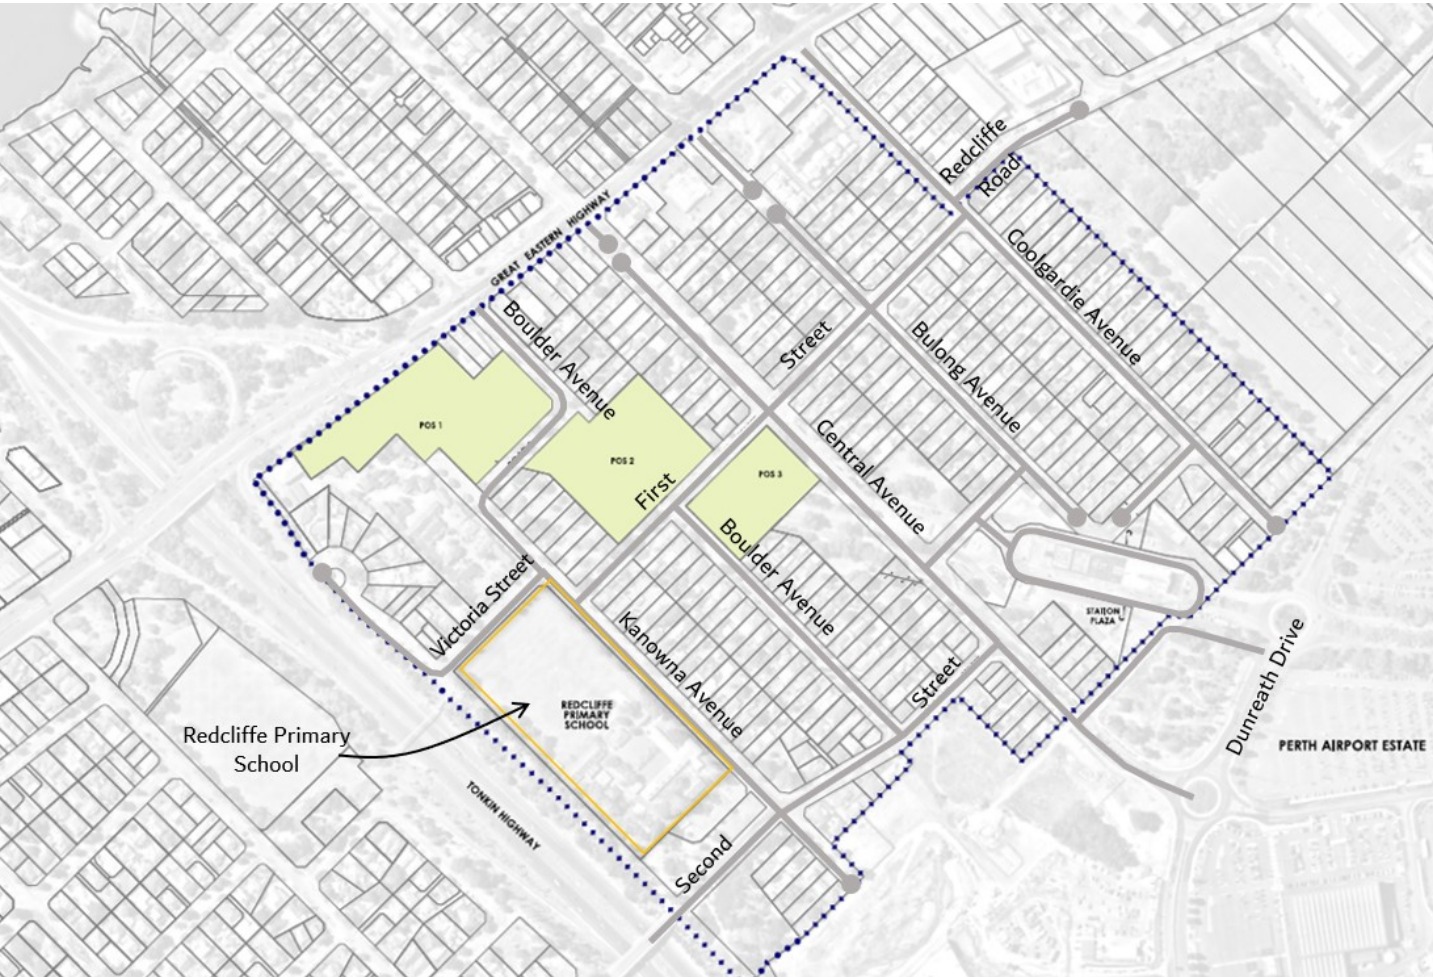 Redcliffe
Road
GREAT EASTERN HIGHWAY
Coolgardie Avenue
Boulder Avenue
Street
Bulong Avenue
POS 1
POS 2
POS 3
Central Avenue
First
Boulder Avenue
Victoria Street
STATION
PLAZA
Kanowna Avenue
Dunreath Drive
Street
REDCLIFFE
PRIMARY
SCHOOL
Redcliffe Primary
School
PERTH AIRPORT ESTATE
TONKIN HIGHWAY
Second